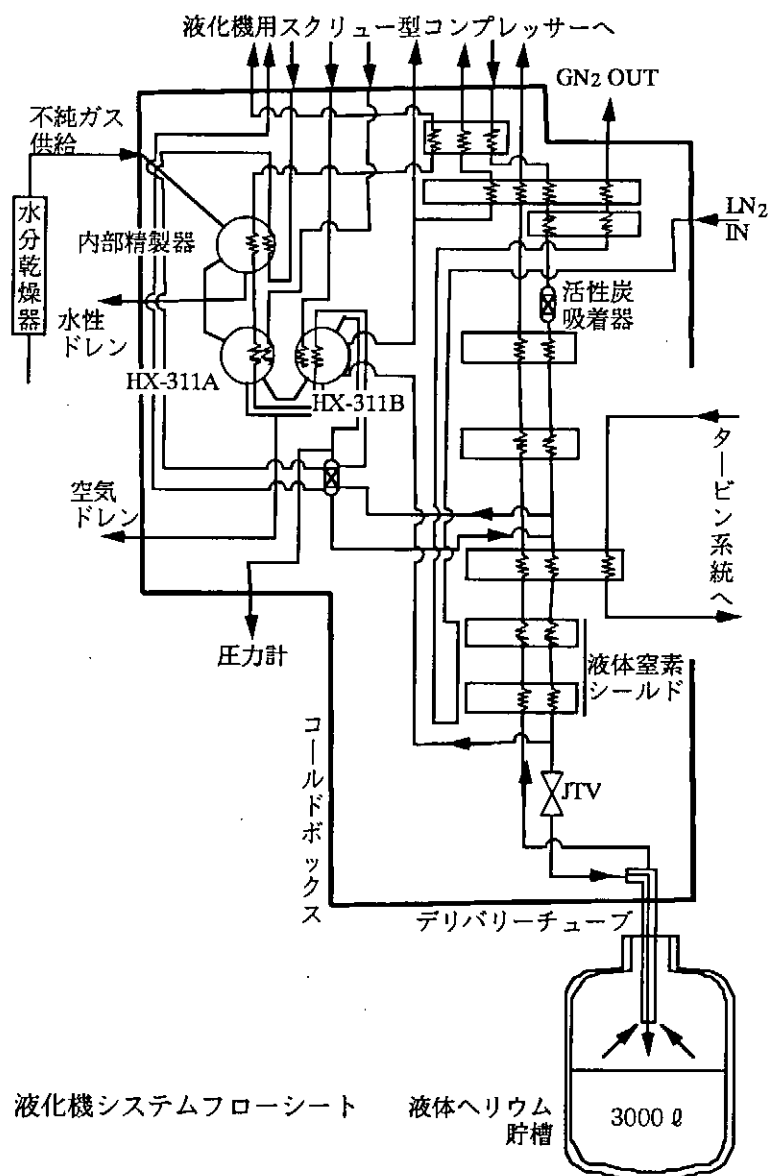 液化機用スクリュー型コンプレッサーへ
GN2 OUT
不純ガス
供給
LN2
IN
水分乾燥器
内部精製器
活性炭
吸着器
水性
ドレン
HX-311A
HX-311B
タービン系統へ
空気
ドレン
圧力計
液体窒素
シールド
コールドボックス
JTV
デリバリーチューブ
液化機システムフローシート
液体ヘリウム
貯槽
3000 ℓ